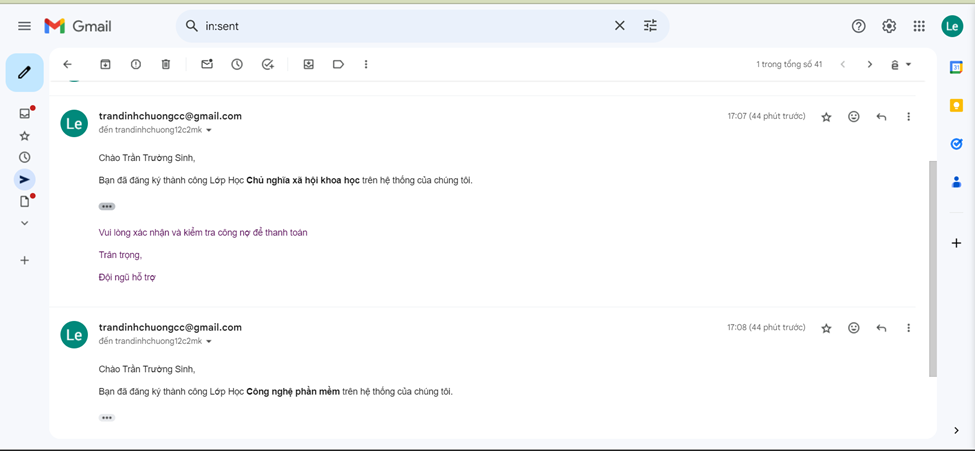 Gmail
in:sent
Le
1 trong tổng số 41
31
Le
trandinhchuongcc@gmail.com
17:07 (44 phút trước)
đến trandinhchuong12c2mk
Chào Trần Trường Sinh,
Bạn đã đăng ký thành công Lớp Học Chủ nghĩa xã hội khoa học trên hệ thống của chúng tôi.
Vui lòng xác nhận và kiểm tra công nợ để thanh toán
Trân trọng,
Đội ngũ hỗ trợ
Le
trandinhchuongcc@gmail.com
17:08 (44 phút trước)
đến trandinhchuong12c2mk
Chào Trần Trường Sinh,
Bạn đã đăng ký thành công Lớp Học Công nghệ phần mềm trên hệ thống của chúng tôi.